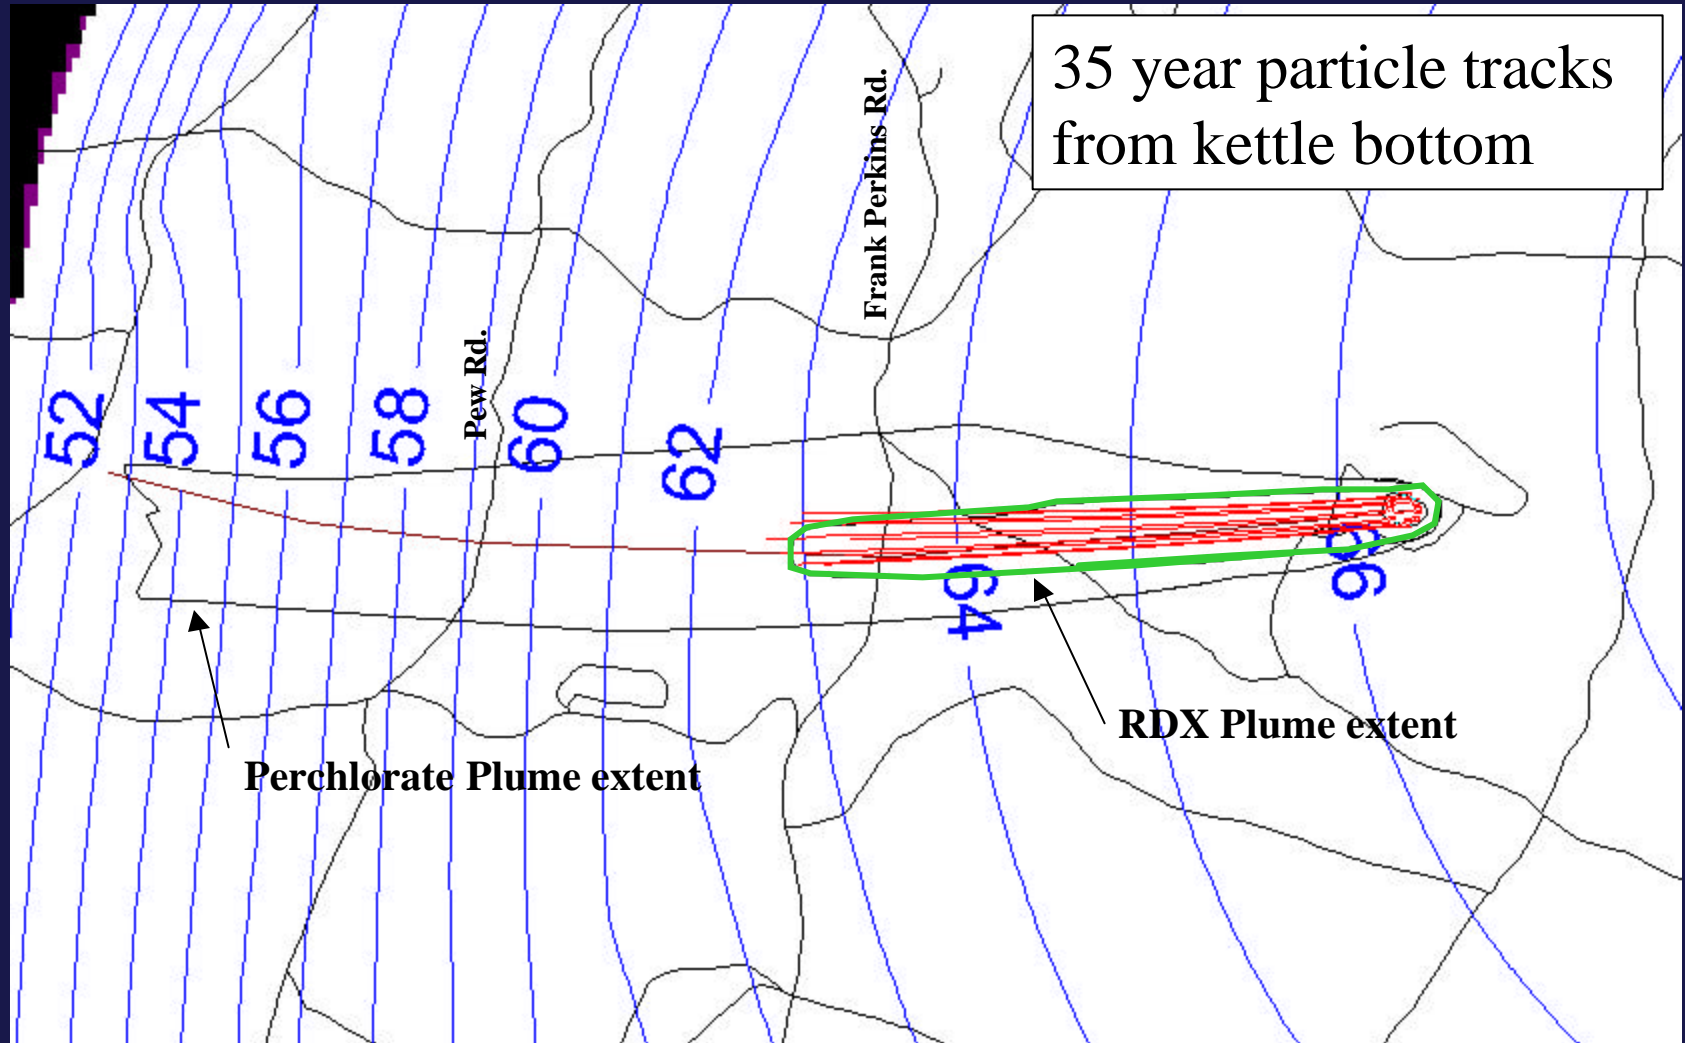 35 year particle tracks
from kettle bottom
Frank Perkins Rd.
Pew Rd.
52
54
56
58
60
62
64
66
RDX Plume extent
Perchlorate Plume extent